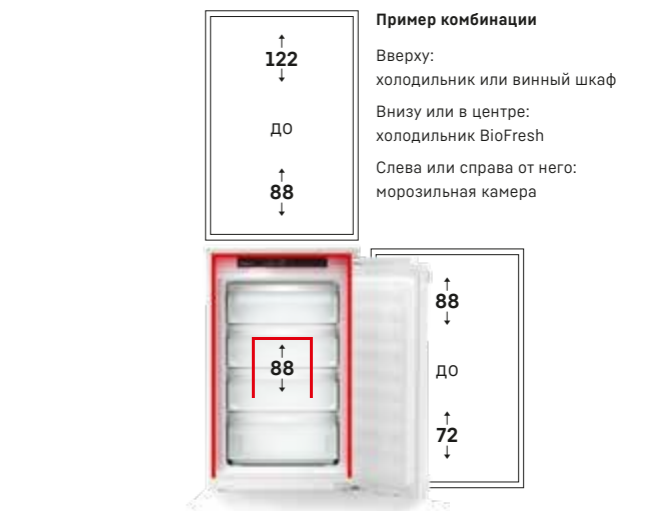 122
до
88
Пример комбинации
Вверху:
холодильник или винный шкаф
Внизу или в центре:
холодильник BioFresh
Слева или справа от него:
морозильная камера
88
88
до
72